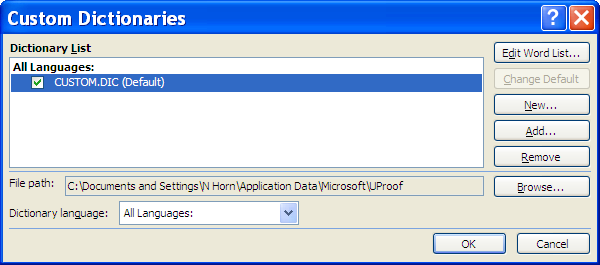 Custom Dictionaries
Dictionary List
All Languages:
CUSTOM.DIC (Default)
Edit Word List...
Change Default
New...
Add...
Remove
File path: C:\Documents and Settings\N Horn\Application Data\Microsoft\UProof Browse...
Dictionary language: All Languages:
OK Cancel